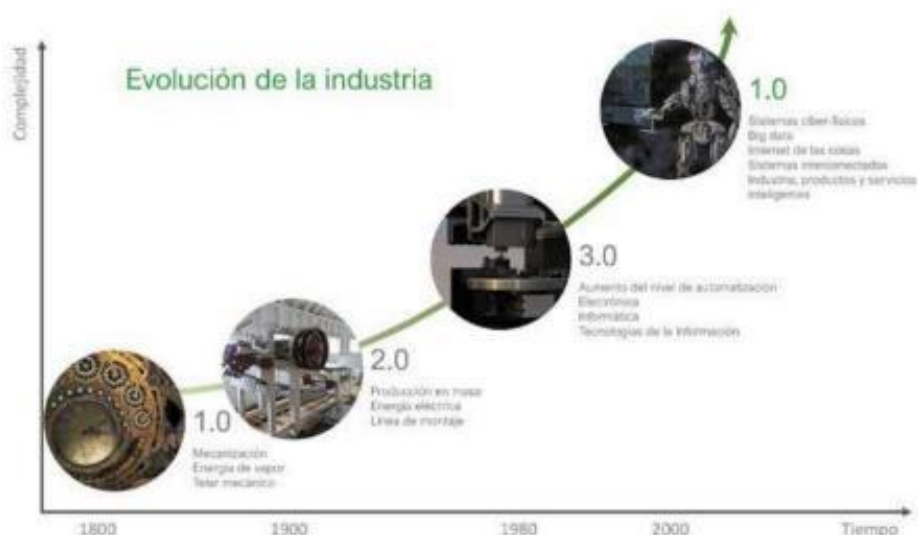 Complejidad
Evolución de la industria
1.0
Sistemas ciber-físicos
Big data
Internet de las cosas
Sistemas interconectados
Industria, productos y servicios
inteligentes
3.0
Aumento del nivel de automatización
Electrónica
Informática
Tecnologías de la Información
2.0
Producción en masa
Energía eléctrica
Línea de montaje
1.0
Mecanización
Energía de vapor
Telar mecánico
1800
1900
1980
2000
Tiempo